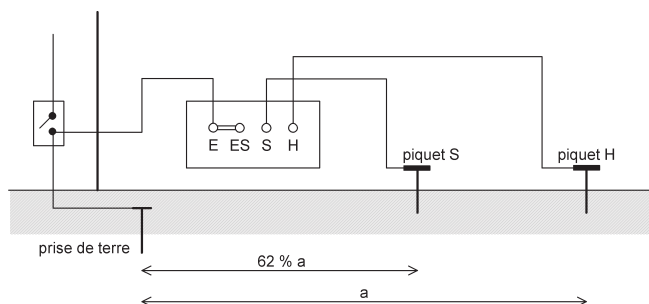 E ES S H
piquet S
piquet H
prise de terre
62 % a
a